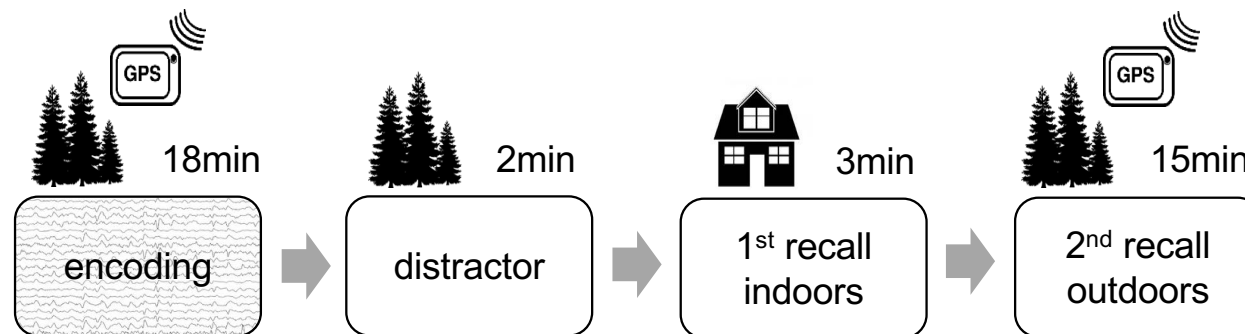 GPS
GPS
18min
2min
3min
15min
encoding
distractor
1st recall
indoors
2nd recall
outdoors